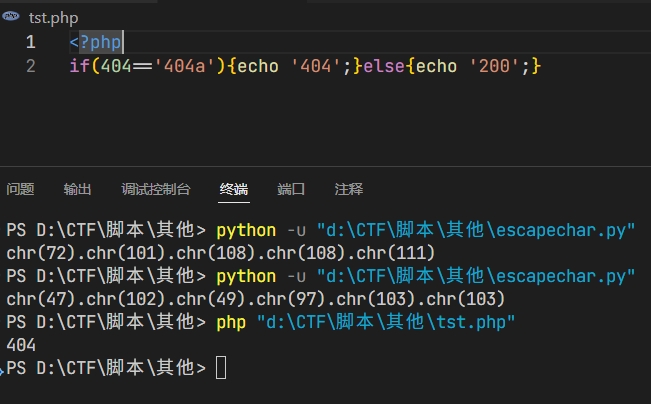 php tst.php
1 <?php
2 if(404=='404a'){echo '404';}else{echo '200';}
问题 输出 调试控制台 终端 端口 注释
PS D:\CTF\脚本\其他> python -u "d:\CTF\脚本\其他\escapechar.py"
chr(72).chr(101).chr(108).chr(108).chr(111)
PS D:\CTF\脚本\其他> python -u "d:\CTF\脚本\其他\escapechar.py"
chr(47).chr(102).chr(49).chr(97).chr(103).chr(103)
PS D:\CTF\脚本\其他> php "d:\CTF\脚本\其他\tst.php"
404
PS D:\CTF\脚本\其他>